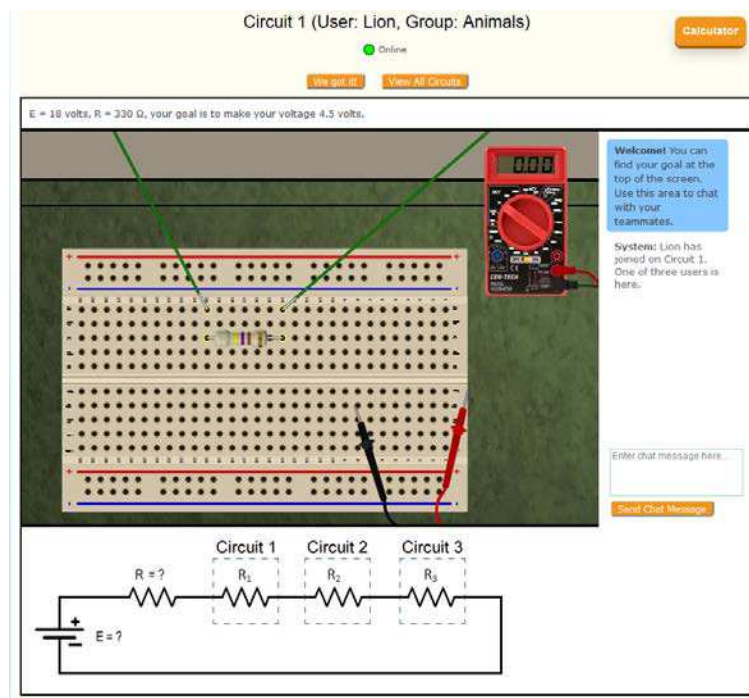 Circuit 1 (User: Lion, Group: Animals)
Calculator
Online
We got it!
View All Circuits
E = 18 volts, R = 330 Ω, your goal is to make your voltage 4.5 volts.
Welcome! You can
find your goal at the
top of the screen.
Use this area to chat
with your
teammates.
System: Lion has
joined on Circuit 1.
One of three users is
here.
0.00
CEN-TECH
Enter chat message here...
Send Chat Message
Circuit 1
Circuit 2
Circuit 3
R = ?
R₁
R₂
R₃
E = ?